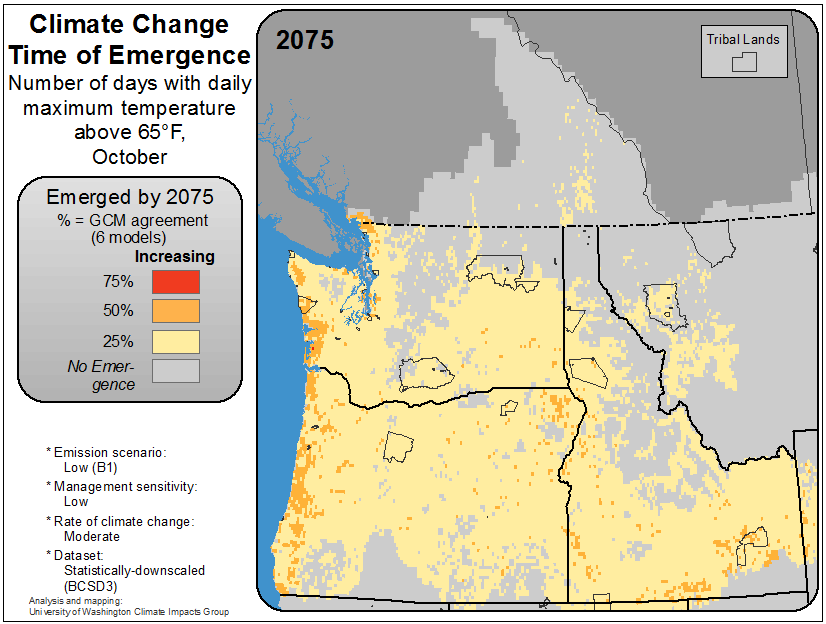 Climate Change
Time of Emergence
Number of days with daily
maximum temperature
above 65°F,
October
Emerged by 2075
% = GCM agreement
(6 models)
Increasing
75%
50%
25%
No Emer-
gence
* Emission scenario:
Low (B1)
* Management sensitivity:
Low
* Rate of climate change:
Moderate
* Dataset:
Statistically-downscaled
(BCSD3)
Analysis and mapping:
University of Washington Climate Impacts Group
2075
Tribal Lands